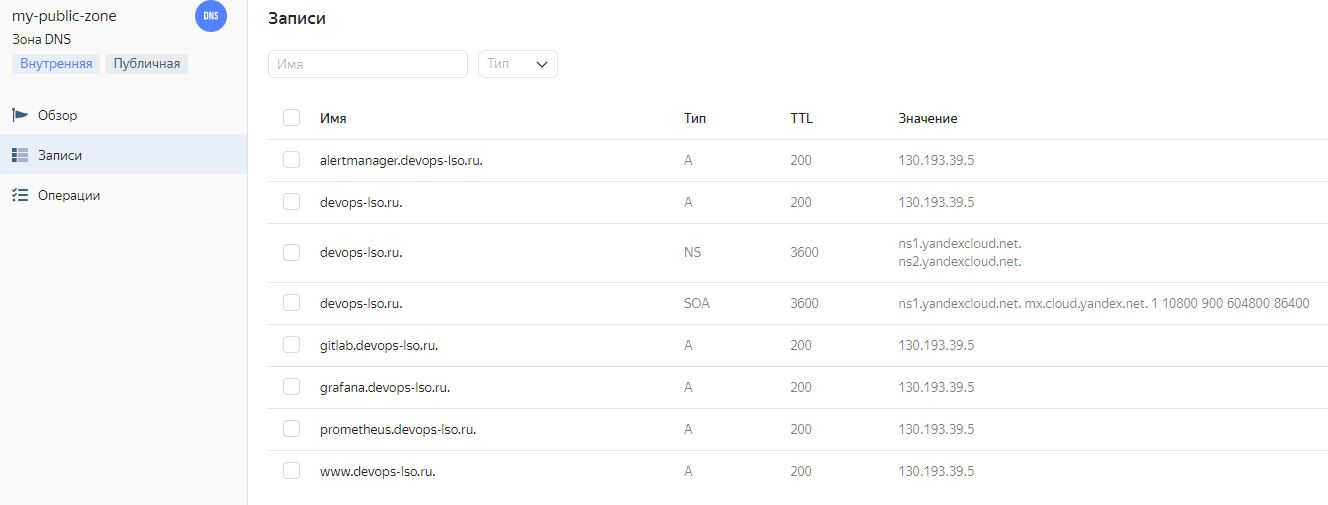 my-public-zone
DNS
Зона DNS
Внутренняя Публичная
Обзор
Записи
Операции
Записи
Имя Тип
Имя Тип TTL Значение
alertmanager.devops-lso.ru. A 200 130.193.39.5
devops-lso.ru. A 200 130.193.39.5
devops-lso.ru. NS 3600 ns1.yandexcloud.net.
ns2.yandexcloud.net.
devops-lso.ru. SOA 3600 ns1.yandexcloud.net. mx.cloud.yandex.net. 1 10800 900 604800 86400
gitlab.devops-lso.ru. A 200 130.193.39.5
grafana.devops-lso.ru. A 200 130.193.39.5
prometheus.devops-lso.ru. A 200 130.193.39.5
www.devops-lso.ru. A 200 130.193.39.5